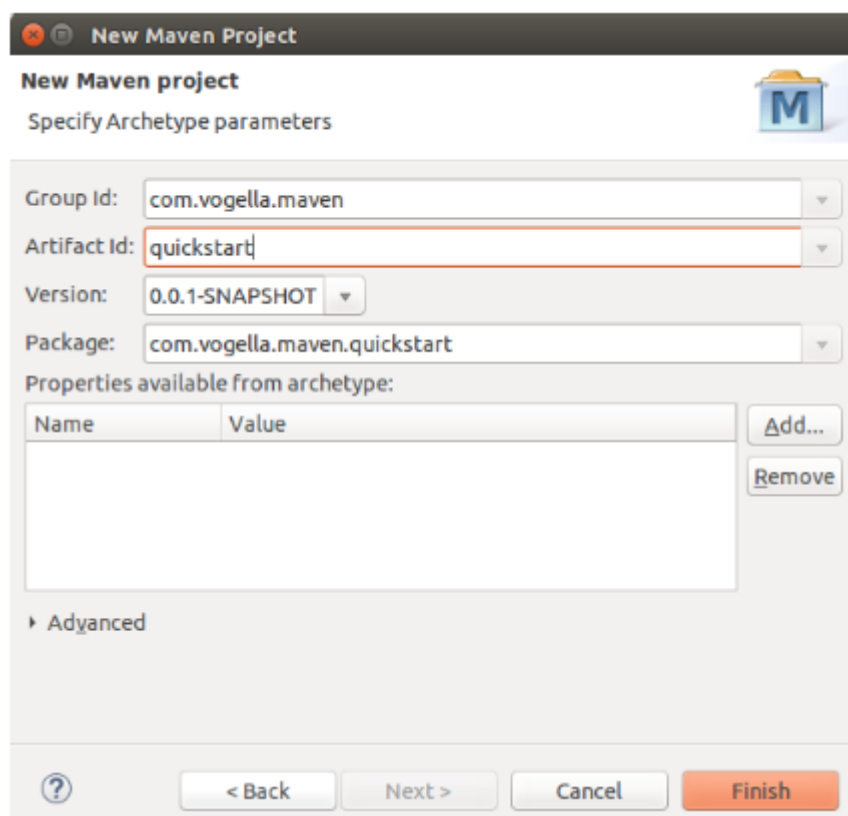 New Maven Project
New Maven project
Specify Archetype parameters
M
Group Id: com.vogella.maven
Artifact Id: quickstart
Version: 0.0.1-SNAPSHOT
Package: com.vogella.maven.quickstart
Properties available from archetype:
Name Value Add...
Remove
Advanced
? < Back Next > Cancel Finish